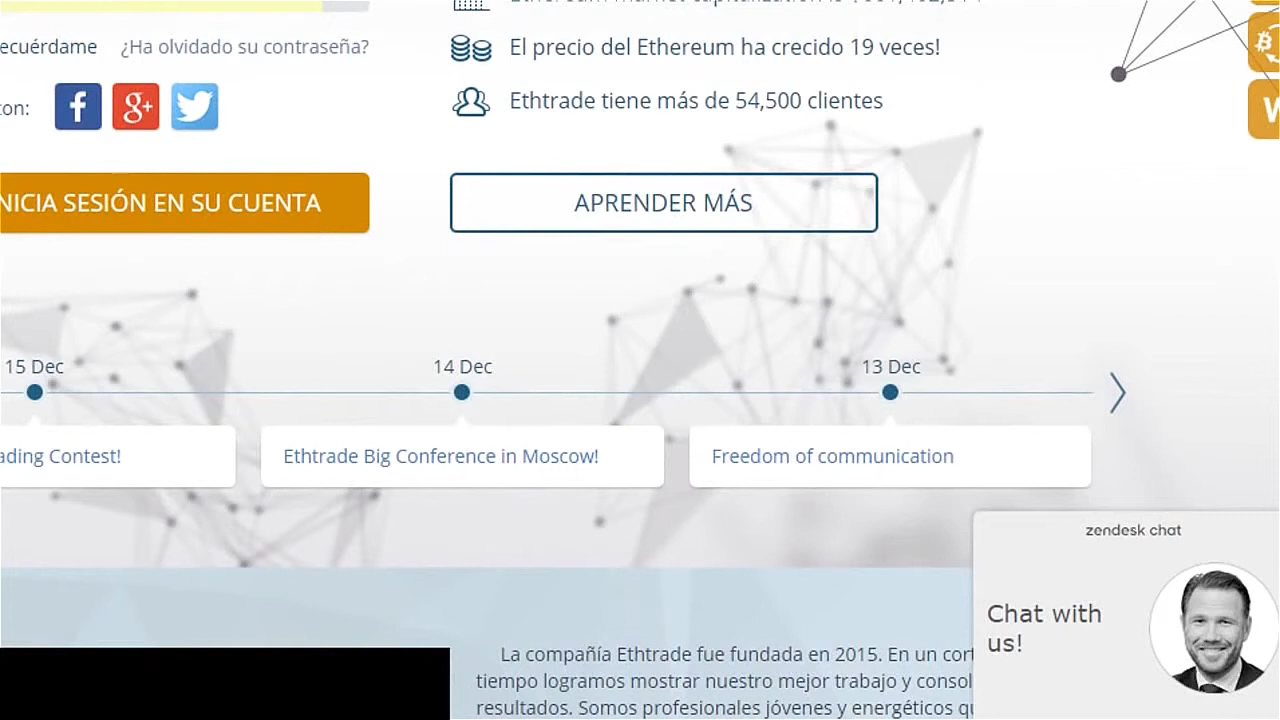 ecuérdame ¿Ha olvidado su contraseña?
El precio del Ethereum ha crecido 19 veces!
ton:
Ethtrade tiene más de 54,500 clientes
NICIA SESIÓN EN SU CUENTA
APRENDER MÁS
15 Dec
14 Dec
13 Dec
ading Contest!
Ethtrade Big Conference in Moscow!
Freedom of communication
zendesk chat
Chat with
us!
La compañía Ethtrade fue fundada en 2015. En un cort
tiempo logramos mostrar nuestro mejor trabajo y consol
resultados. Somos profesionales jóvenes y energéticos qu